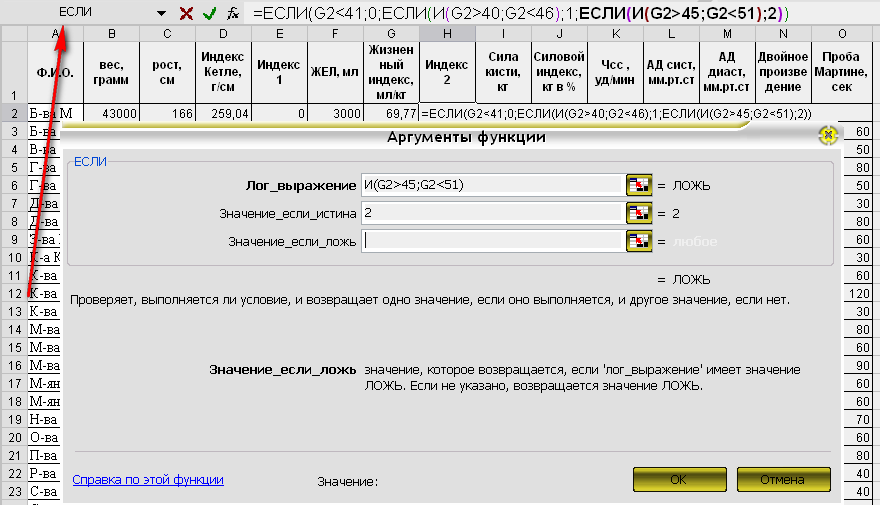 ЕСЛИ =ЕСЛИ(G2<41;0;ЕСЛИ(И(G2>40;G2<46);1;ЕСЛИ(И(G2>45;G2<51);2))
A B C D E F G H I J K L M N O
1 Ф.И.О. вес, грамм рост, см Индекс Кетле, г/см Индекс 1 ЖЕЛ, мл Жизнен ный индекс, мл/кг Индекс 2 Сила кисти, кг Силовой индекс, кг в % Чсс , уд/мин АД сист, мм.рт.ст АД диаст, мм.рт.ст Двойное произве дение Проба Мартине, сек
2 Б-ва М 43000 166 259,04 0 3000 69,77 =ЕСЛИ(G2<41;0;ЕСЛИ(И(G2>40;G2<46);1;ЕСЛИ(И(G2>45;G2<51);2))
Аргументы функции
3 Б-ва 60
4 В-ва ЕСЛИ 30
5 Г-ва 80
6 Г-ва Лог_выражение И(G2>45;G2<51) = ЛОЖЬ 60
7 Д-ва 30
8 Д-ва Значение_если_истина 2 = 2 80
9 З-ва Значение_если_ложь = любое 60
10 К-а К 30
11 К-ва = ЛОЖЬ 60
12 К-ва 120
Проверяет, выполняется ли условие, и возвращает одно значение, если оно выполняется, и другое значение, если нет.
13 К-ва 30
14 М-ва 80
15 М-ва 60
16 М-ва Значение_если_ложь значение, которое возвращается, если 'лог_выражение' имеет значение 90
17 М-ян ЛОЖЬ. Если не указано, возвращается значение ЛОЖЬ. 60
18 М-ян 40
19 Н-ва 70
20 О-ва 60
21 П-ва 80
22 Р-ва Справка по этой функции Значение: OK Отмена 40
23 С-ва 40